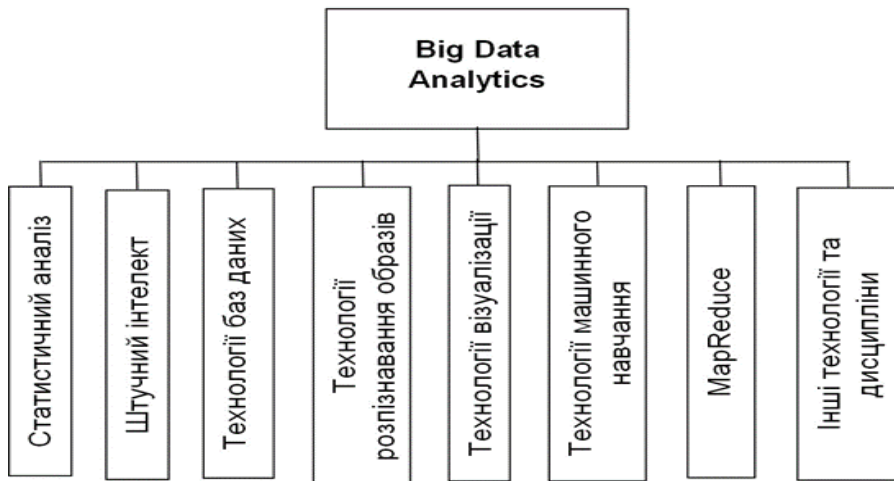 Big Data
Analytics
Статистичний аналіз
Штучний інтелект
Технології баз даних
Технології
розпізнавання образів
Технології візуалізації
Технології машинного
навчання
MapReduce
Інші технології та
дисципліни